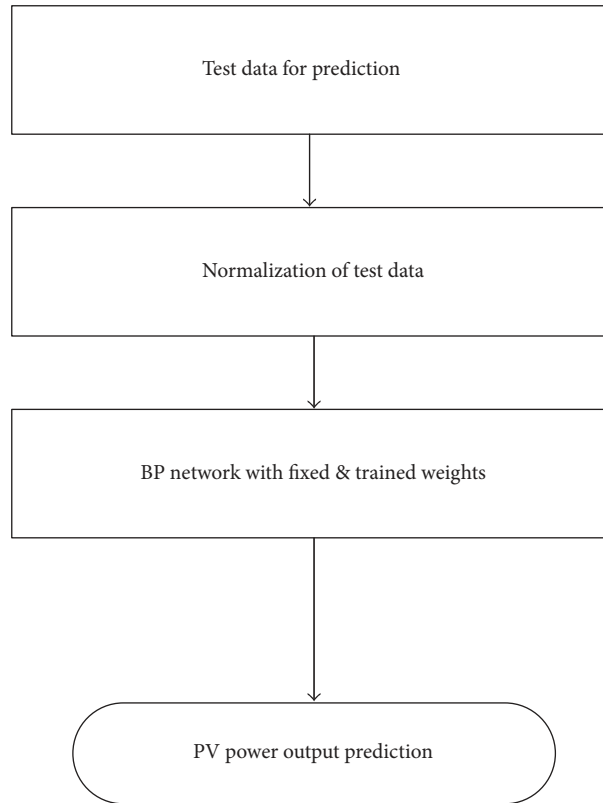 Test data for prediction
Normalization of test data
BP network with fixed & trained weights
PV power output prediction